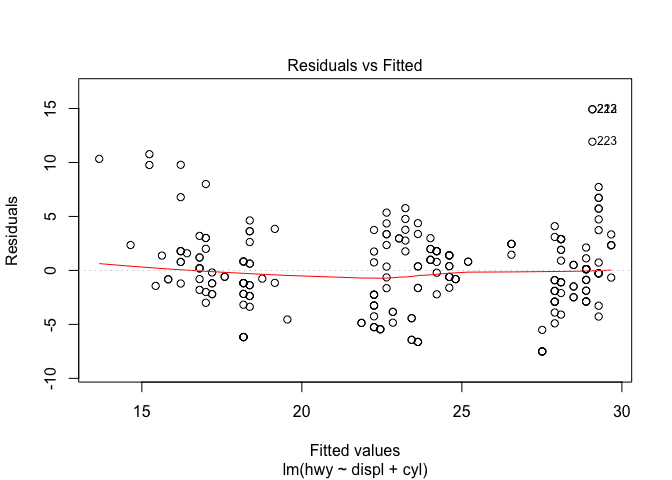 Residuals vs Fitted
Residuals
15
10
5
0
-5
-10
223
15
20
25
30
Fitted values
lm(hwy ~ displ + cyl)